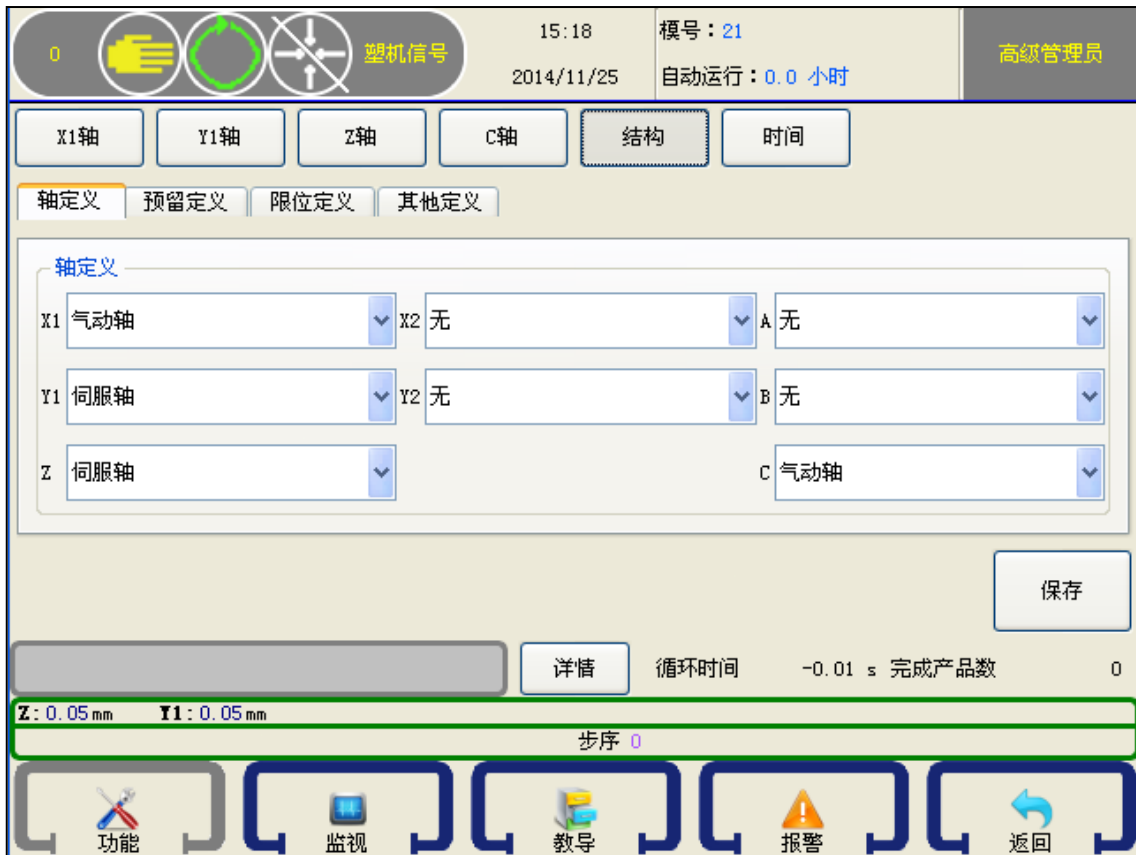 0 塑机信号 15:18 模号：21 高级管理员
2014/11/25 自动运行：0.0 小时
X1轴 Y1轴 Z轴 C轴 结构 时间
轴定义 预留定义 限位定义 其他定义
轴定义
X1 气动轴 X2 无 A 无
Y1 伺服轴 Y2 无 B 无
Z 伺服轴 C 气动轴
保存
详情 循环时间 -0.01 s 完成产品数 0
Z:0.05mm Y1:0.05mm
步序 0
功能 监视 教导 报警 返回